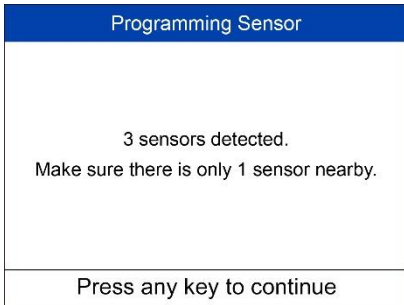 Programming Sensor
3 sensors detected.
Make sure there is only 1 sensor nearby.
Press any key to continue